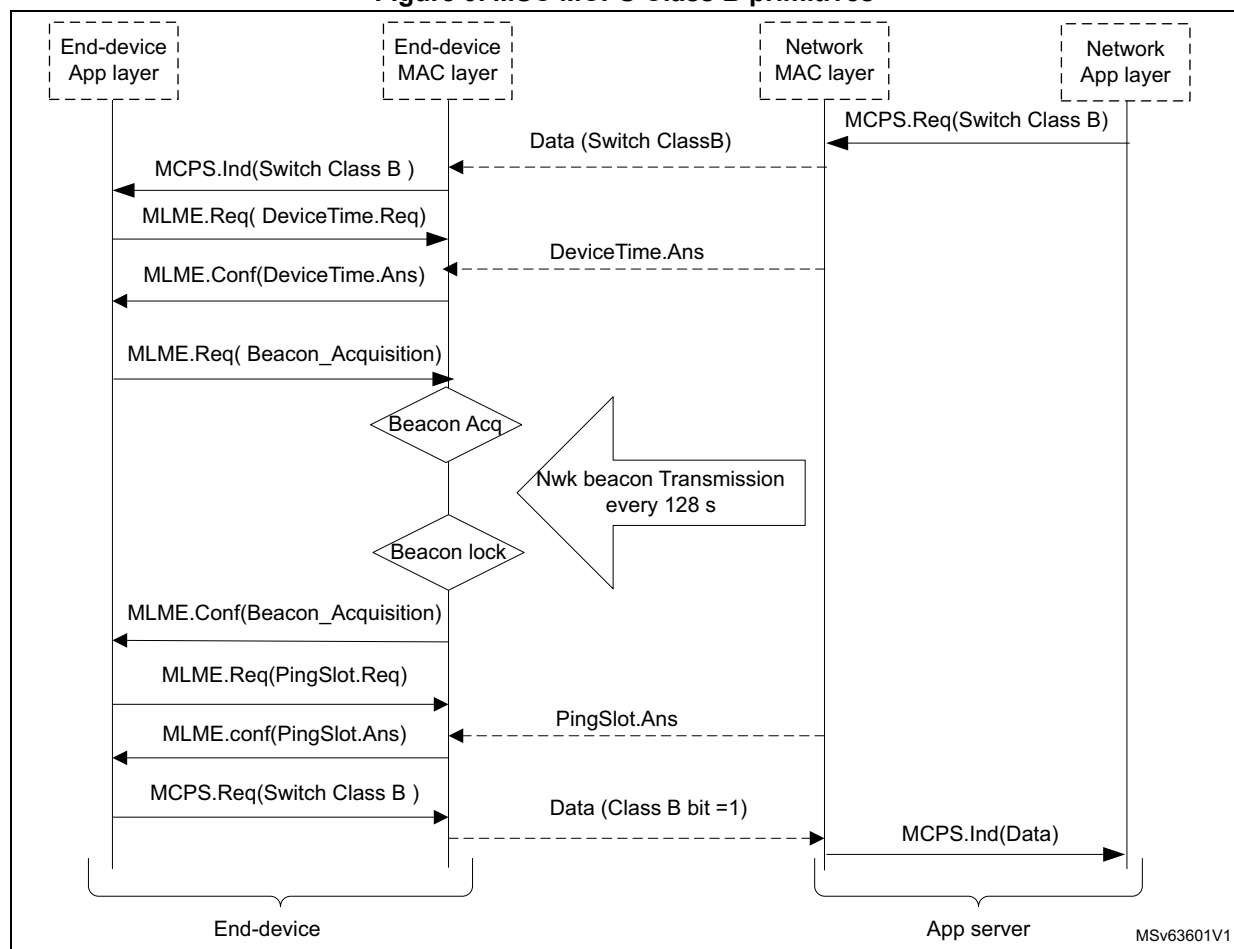 Figure MSC MCPS Class B primitives
End-device
App layer
End-device
MAC layer
Network
MAC layer
Network
App layer
MCPS.Req(Switch Class B)
Data (Switch ClassB)
MCPS.Ind(Switch Class B )
MLME.Req( DeviceTime.Req)
DeviceTime.Ans
MLME.Conf(DeviceTime.Ans)
MLME.Req( Beacon_Acquisition)
Beacon Acq
Nwk beacon Transmission
every 128 s
Beacon lock
MLME.Conf(Beacon_Acquisition)
MLME.Req(PingSlot.Req)
PingSlot.Ans
MLME.conf(PingSlot.Ans)
MCPS.Req(Switch Class B )
Data (Class B bit =1)
MCPS.Ind(Data)
End-device
App server
MSv63601V1